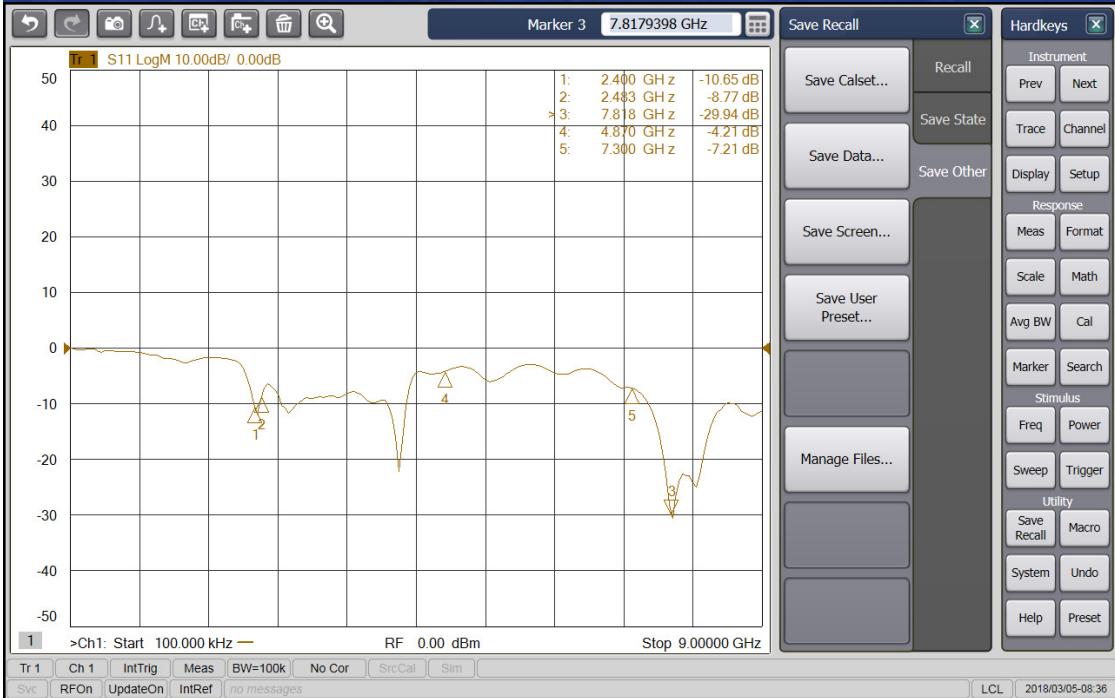 Marker 3 7.8179398 GHz
Tr 1 S11 LogM 10.00dB/ 0.00dB
1: 2.400 GHz -10.65 dB
2: 2.483 GHz -8.77 dB
> 3: 7.818 GHz -29.94 dB
4: 4.870 GHz -4.21 dB
5: 7.300 GHz -7.21 dB
50
40
30
20
10
0
-10
-20
-30
-40
-50
1
2
4
5
3
1 >Ch1: Start 100.000 kHz RF 0.00 dBm Stop 9.00000 GHz
Tr 1 Ch 1 IntTrig Meas BW=100k No Cor SrcCal Sim
Svc RFOn UpdateOn IntRef no messages LCL 2018/03/05-08:36
Save Recall
Save Calset...
Save Data...
Save Screen...
Save User
Preset...
Manage Files...
Recall
Save State
Save Other
Hardkeys
Instrument
Prev Next
Trace Channel
Display Setup
Response
Meas Format
Scale Math
Avg BW Cal
Marker Search
Stimulus
Freq Power
Sweep Trigger
Utility
Save
Recall Macro
System Undo
Help Preset